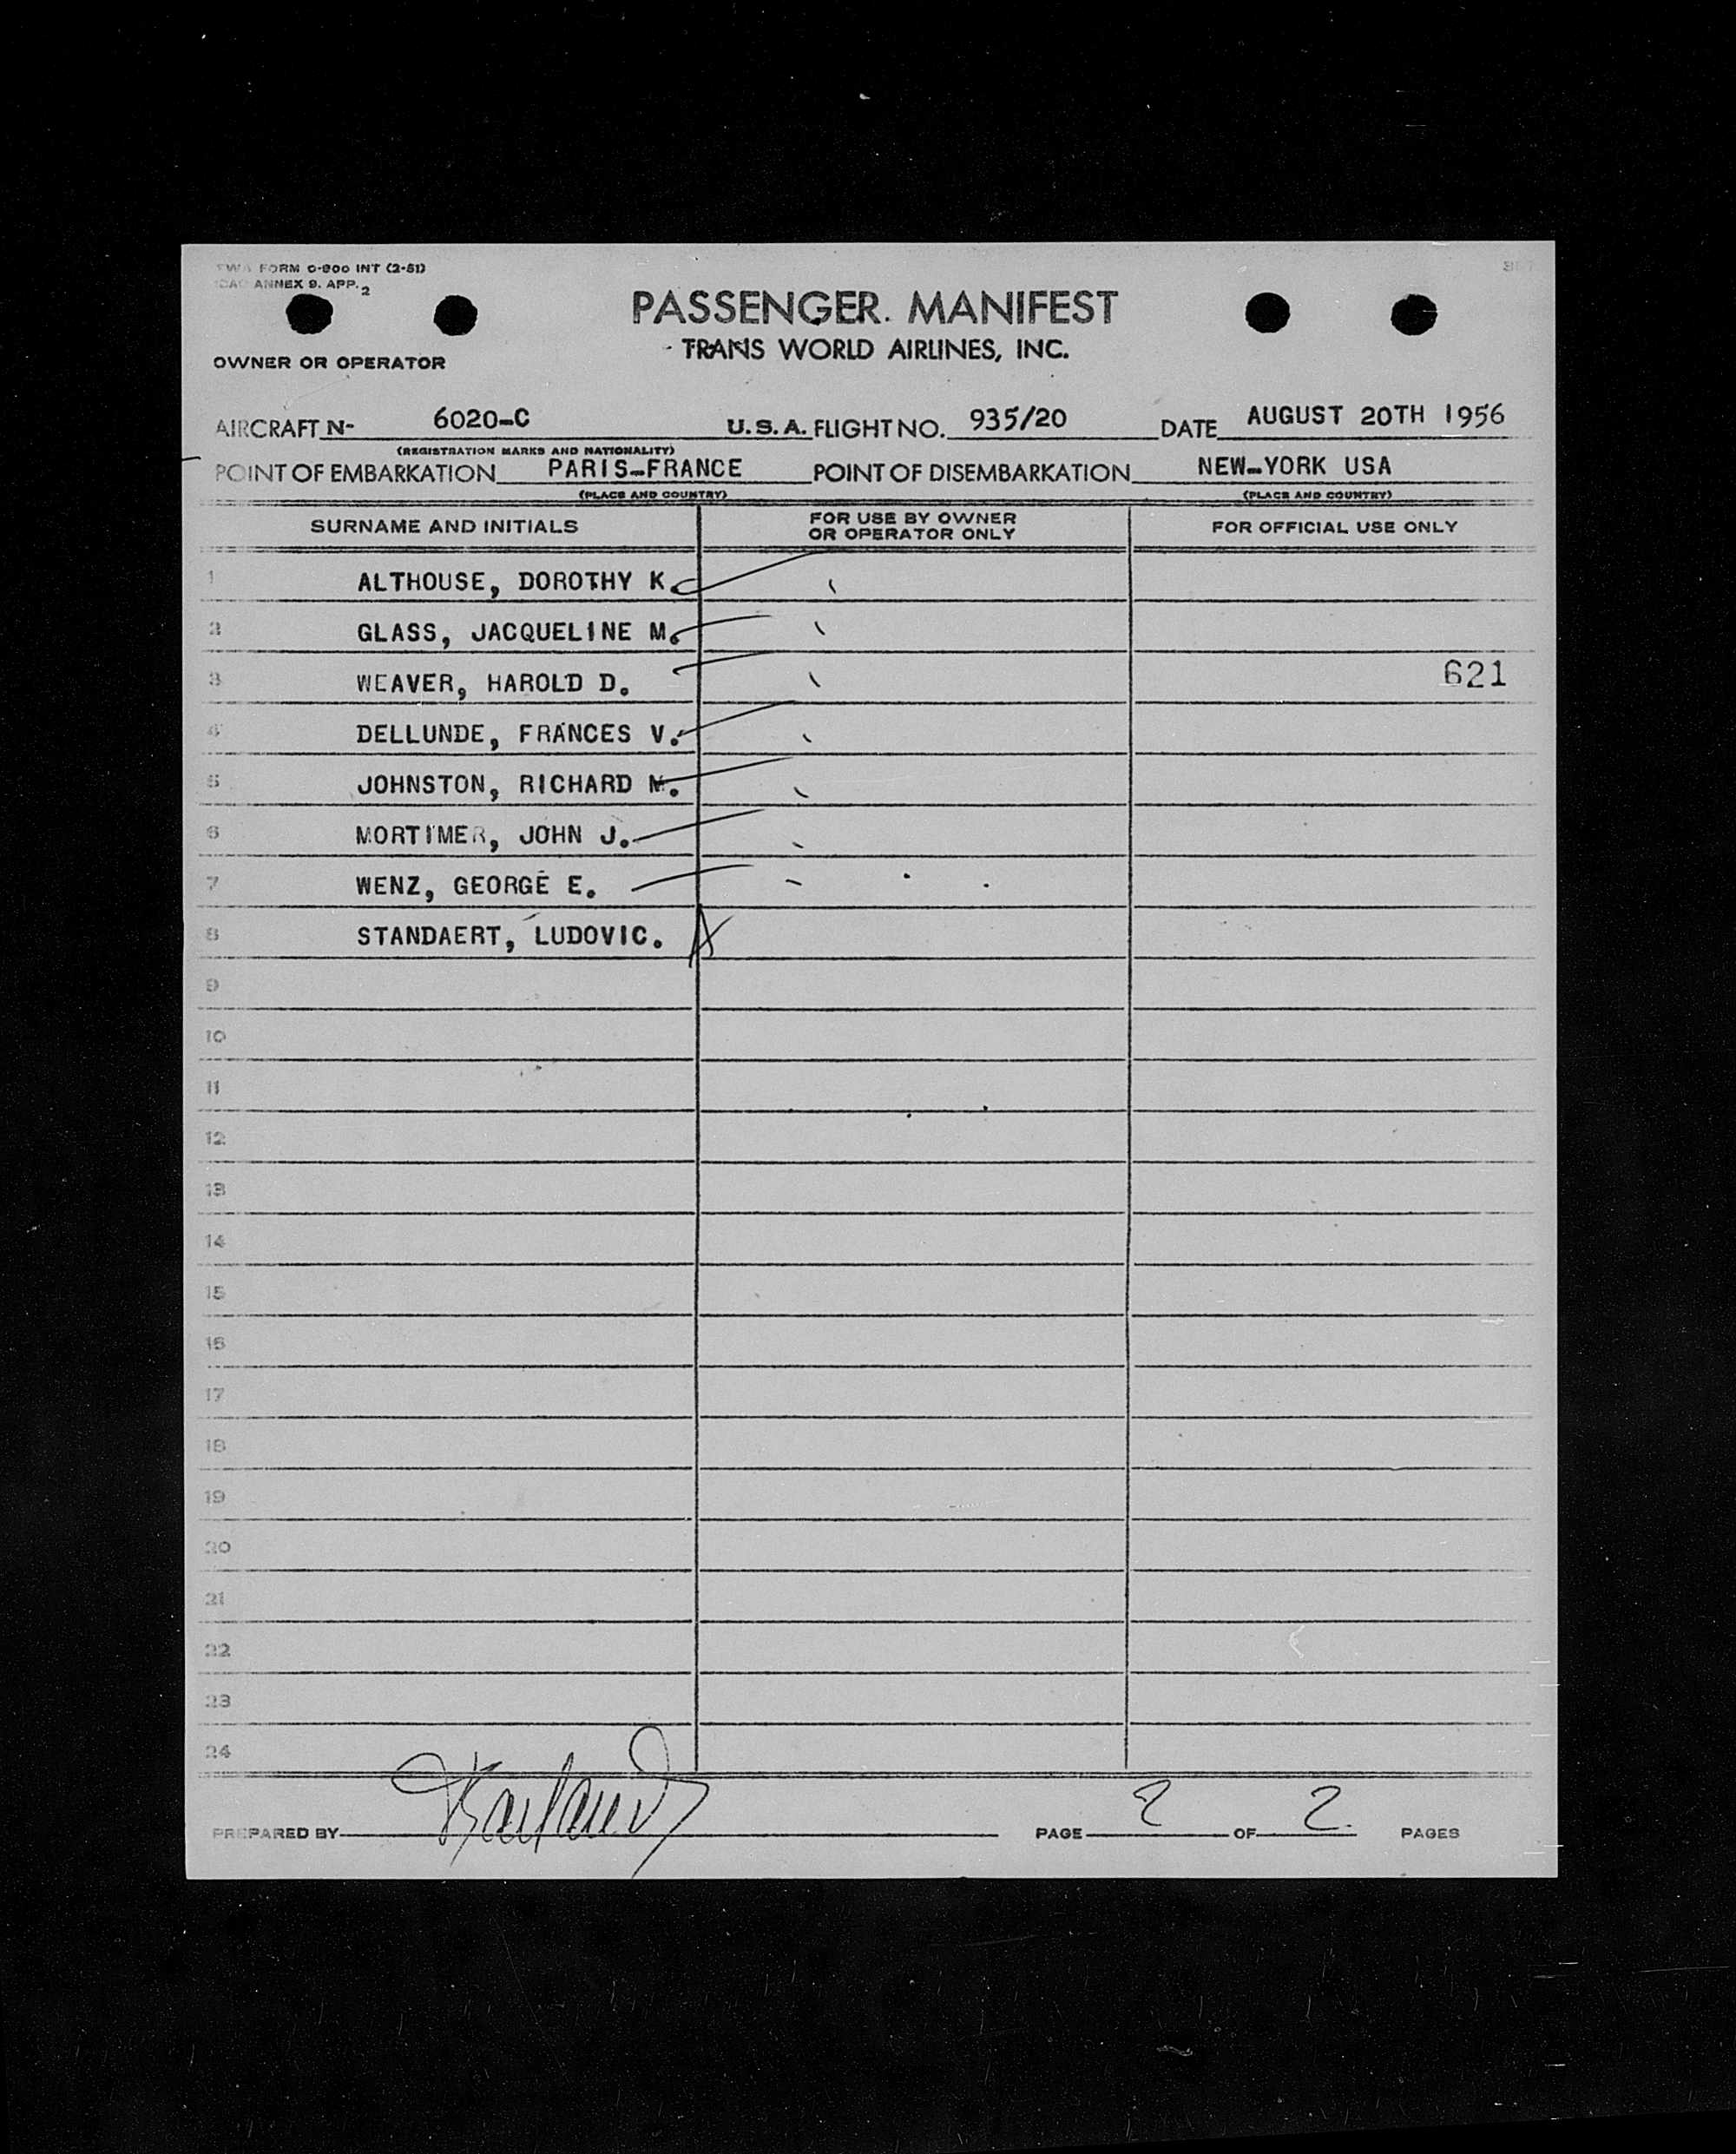 TWA FORM O-800 INT (2-51)
ICAO ANNEX 9. APP. 2
PASSENGER. MANIFEST
TRANS WORLD AIRLINES, INC.
OWNER OR OPERATOR
AIRCRAFT N- 6020-C U.S.A. FLIGHT NO. 935/20 DATE AUGUST 20TH 1956
(REGISTRATION MARKS AND NATIONALITY)
POINT OF EMBARKATION PARIS-FRANCE POINT OF DISEMBARKATION NEW-YORK USA
(PLACE AND COUNTRY) (PLACE AND COUNTRY)
SURNAME AND INITIALS FOR USE BY OWNER OR OPERATOR ONLY FOR OFFICIAL USE ONLY
1 ALTHOUSE, DOROTHY K.
2 GLASS, JACQUELINE M.
3 WEAVER, HAROLD D. 621
4 DELLUNDE, FRANCES V.
5 JOHNSTON, RICHARD M.
6 MORTIMER, JOHN J.
7 WENZ, GEORGE E.
8 STANDAERT, LUDOVIC. A
9
10
11
12
13
14
15
16
17
18
19
20
21
22
23
24
PREPARED BY PAGE 2 OF 2. PAGES